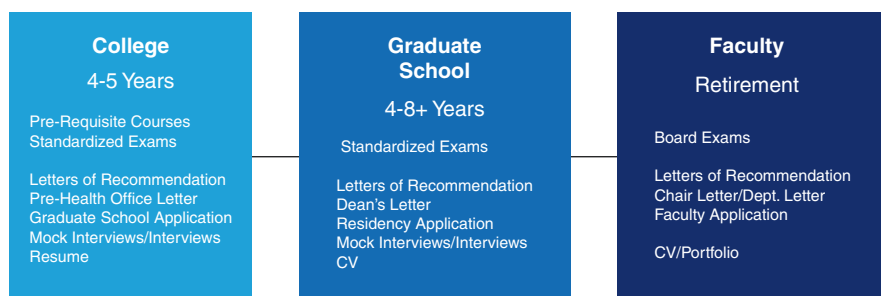 College
4-5 Years
Pre-Requisite Courses
Standardized Exams
Letters of Recommendation
Pre-Health Office Letter
Graduate School Application
Mock Interviews/Interviews
Resume
Graduate
School
4-8+ Years
Standardized Exams
Letters of Recommendation
Dean's Letter
Residency Application
Mock Interviews/Interviews
CV
Faculty
Retirement
Board Exams
Letters of Recommendation
Chair Letter/Dept. Letter
Faculty Application
CV/Portfolio